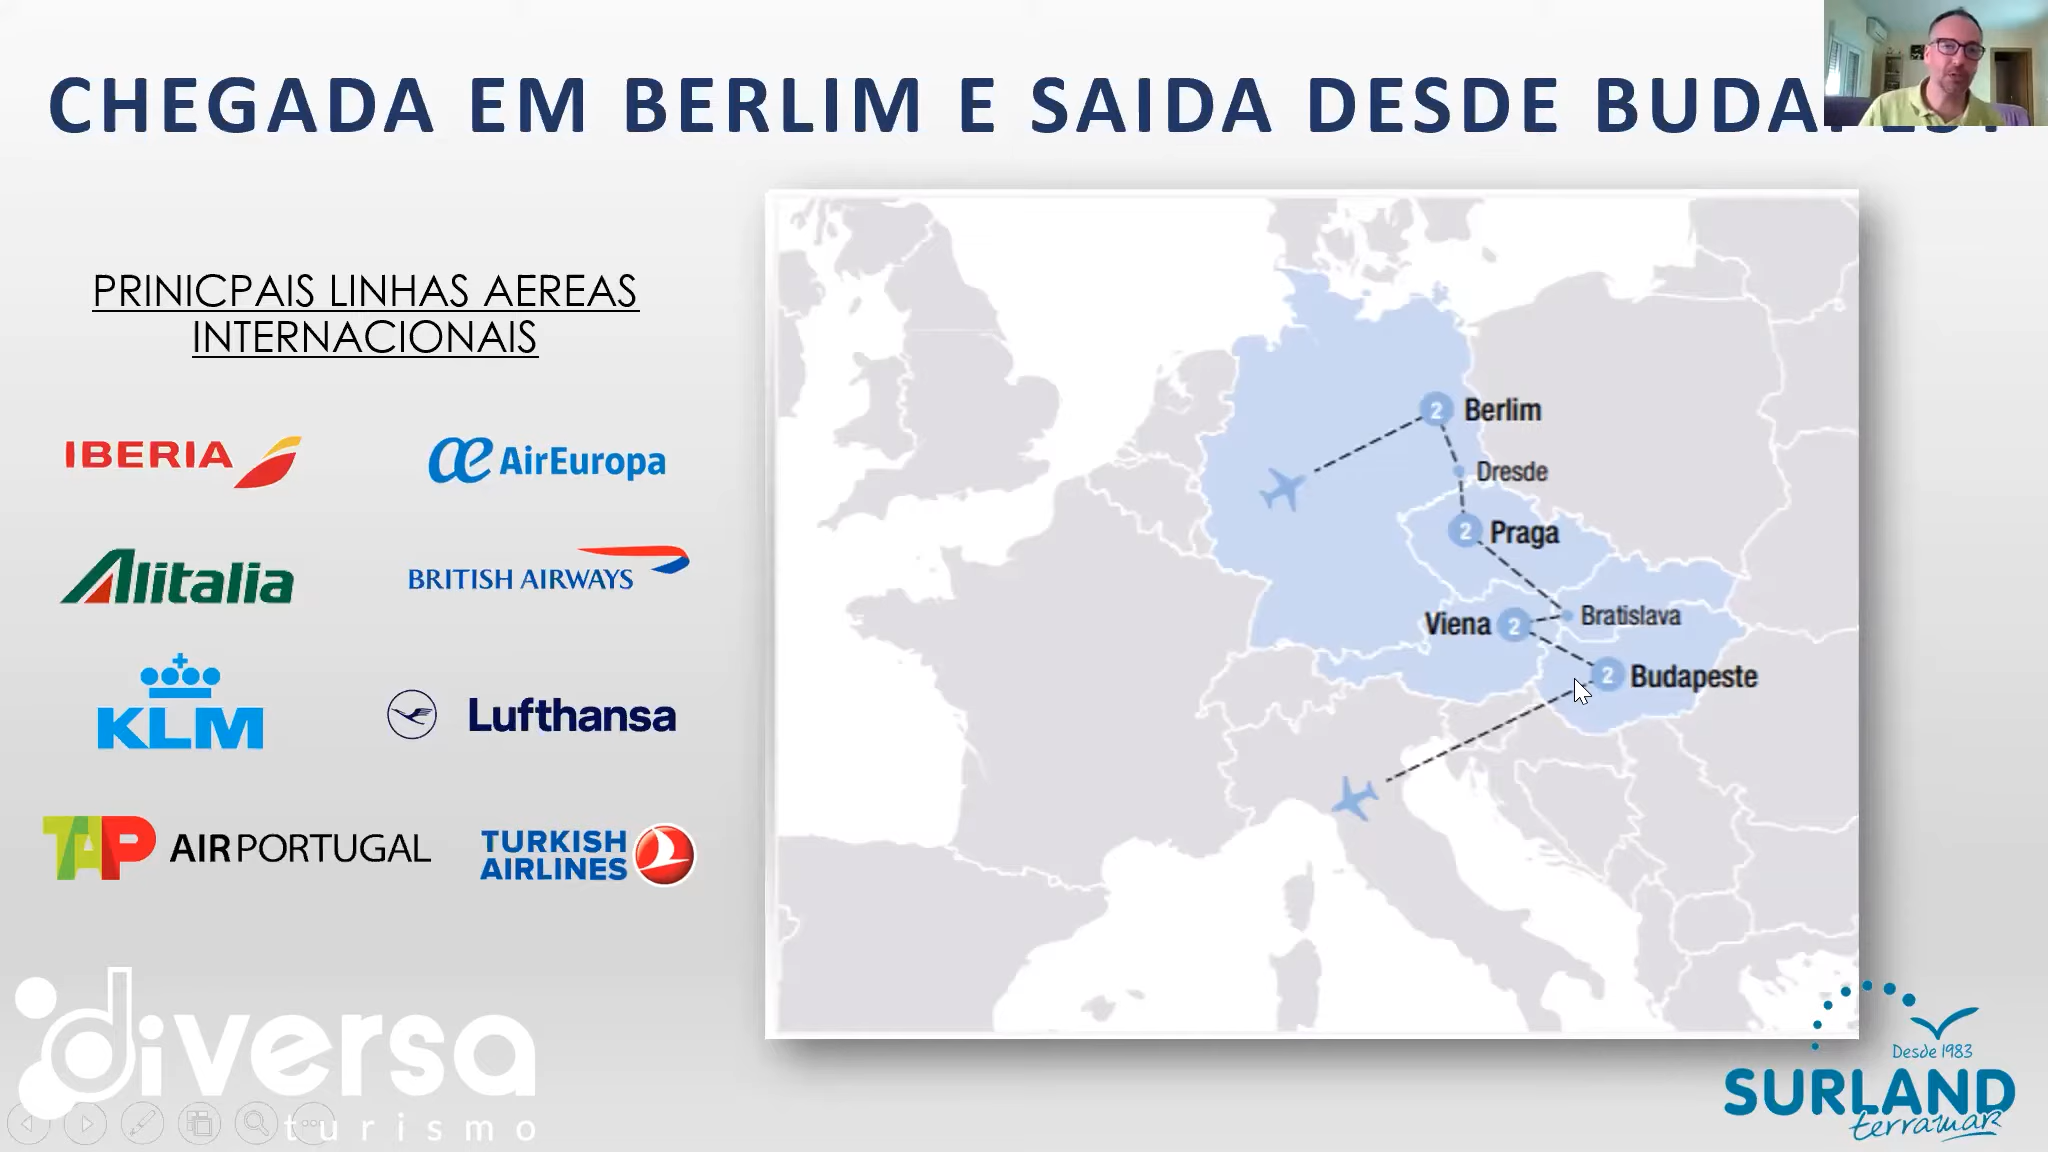 CHEGADA EM BERLIM E SAIDA DESDE
PRINICPAIS LINHAS AEREAS
INTERNACIONAIS
IBERIA
AirEuropa
Alitalia
BRITISH AIRWAYS
KLM
Lufthansa
TAP AIRPORTUGAL
TURKISH
AIRLINES
2 Berlim
Dresde
2 Praga
Bratislava
Viena 2
2 Budapeste
diversa
turismo
Desde 1983
SURLAND
terramar